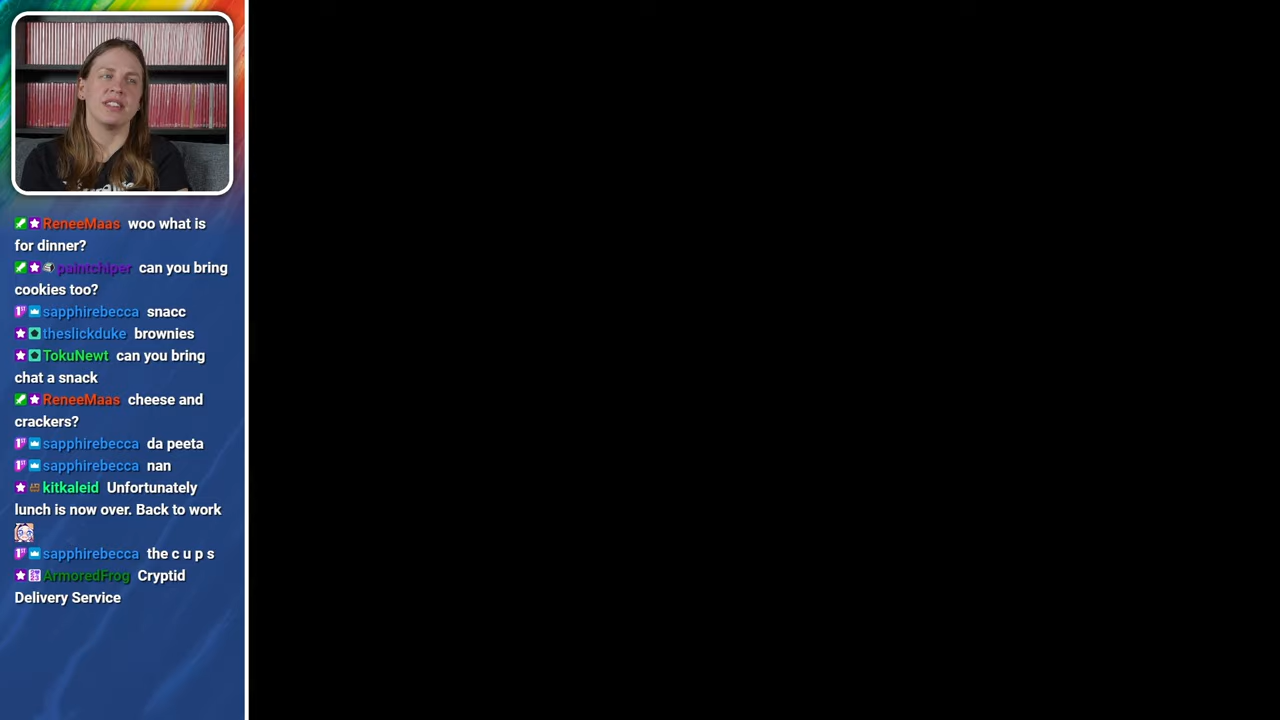 ReneeMaas woo what is
for dinner?
paintchiper can you bring
cookies too?
sapphirebecca snacc
theslickduke brownies
TokuNewt can you bring
chat a snack
ReneeMaas cheese and
crackers?
sapphirebecca da peeta
sapphirebecca nan
kitkaleid Unfortunately
lunch is now over. Back to work
sapphirebecca the c u p s
ArmoredFrog Cryptid
Delivery Service